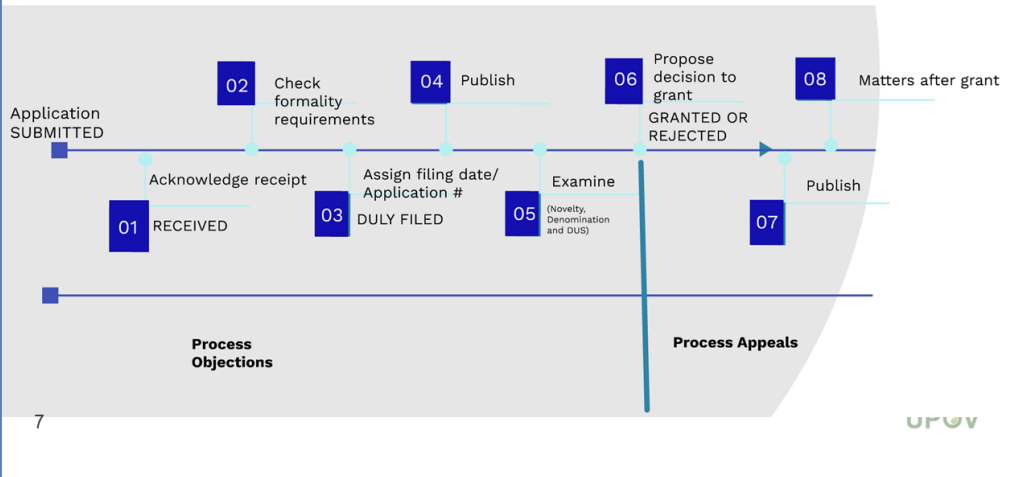 Application
SUBMITTED
01
Acknowledge receipt
RECEIVED
02
Check
formality
requirements
03
Assign filing date/
Application #
DULY FILED
04
Publish
05
Examine
(Novelty,
Denomination
and DUS)
06
Propose
decision to
grant
GRANTED OR
REJECTED
07
Publish
08
Matters after grant
Process
Objections
Process Appeals
7
UPOV